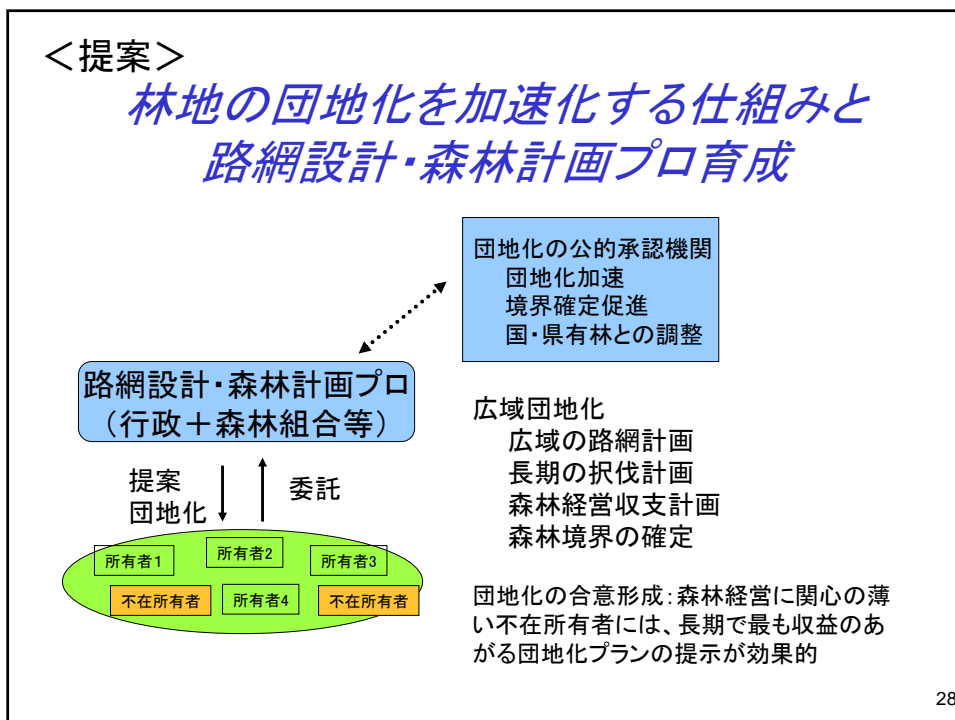 ＜提案＞
林地の団地化を加速化する仕組みと
路網設計・森林計画プロ育成
団地化の公的承認機関
団地化加速
境界確定促進
国・県有林との調整
路網設計・森林計画プロ
（行政＋森林組合等）
提案
団地化
委託
所有者1
所有者2
所有者3
不在所有者
所有者4
不在所有者
広域団地化
広域の路網計画
長期の択伐計画
森林経営収支計画
森林境界の確定
団地化の合意形成：森林経営に関心の薄
い不在所有者には、長期で最も収益のあ
がる団地化プランの提示が効果的
28